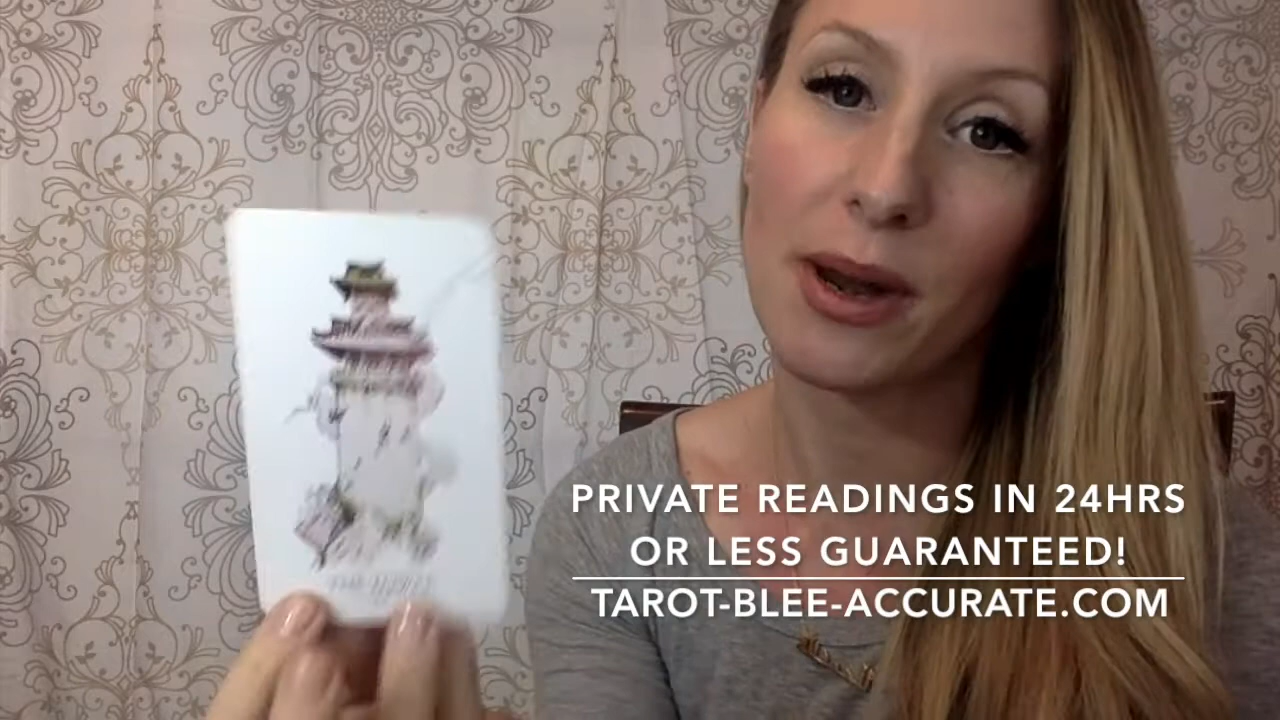 PRIVATE READINGS IN 24HRS
OR LESS GUARANTEED!
TAROT-BLEE-ACCURATE.COM